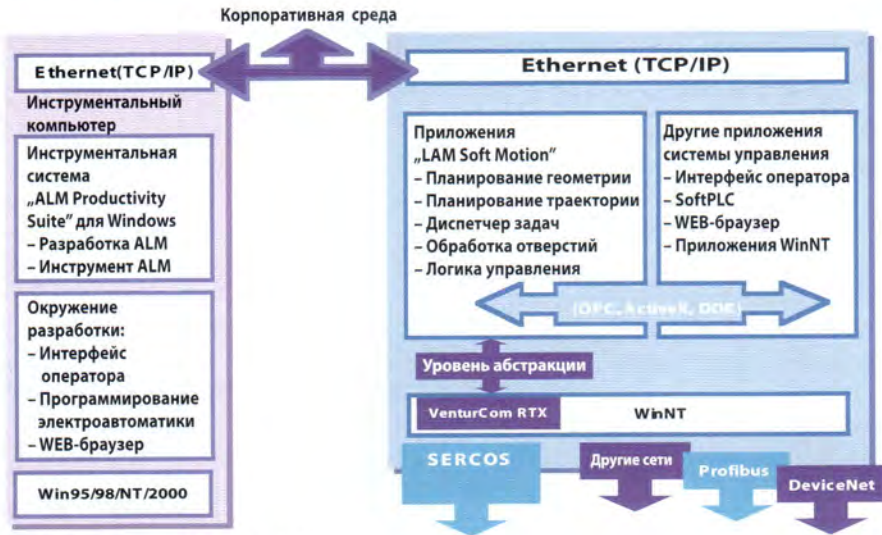 Корпоративная среда
Ethernet(TCP/IP)
Инструментальный
компьютер
Инструментальная
система
„ALM Productivity
Suite” для Windows
– Разработка ALM
– Инструмент ALM
Окружение
разработки:
– Интерфейс
оператора
– Программирование
электроавтоматики
– WEB-браузер
Win95/98/NT/2000
Ethernet (TCP/IP)
Приложения
„LAM Soft Motion”
– Планирование геометрии
– Планирование траектории
– Диспетчер задач
– Обработка отверстий
– Логика управления
Другие приложения
системы управления
– Интерфейс оператора
– SoftPLC
– WEB-браузер
– Приложения WinNT
(OPC, ActiveX, DDE)
Уровень абстракции
VenturCom RTX
WinNT
SERCOS
Другие сети
Profibus
DeviceNet